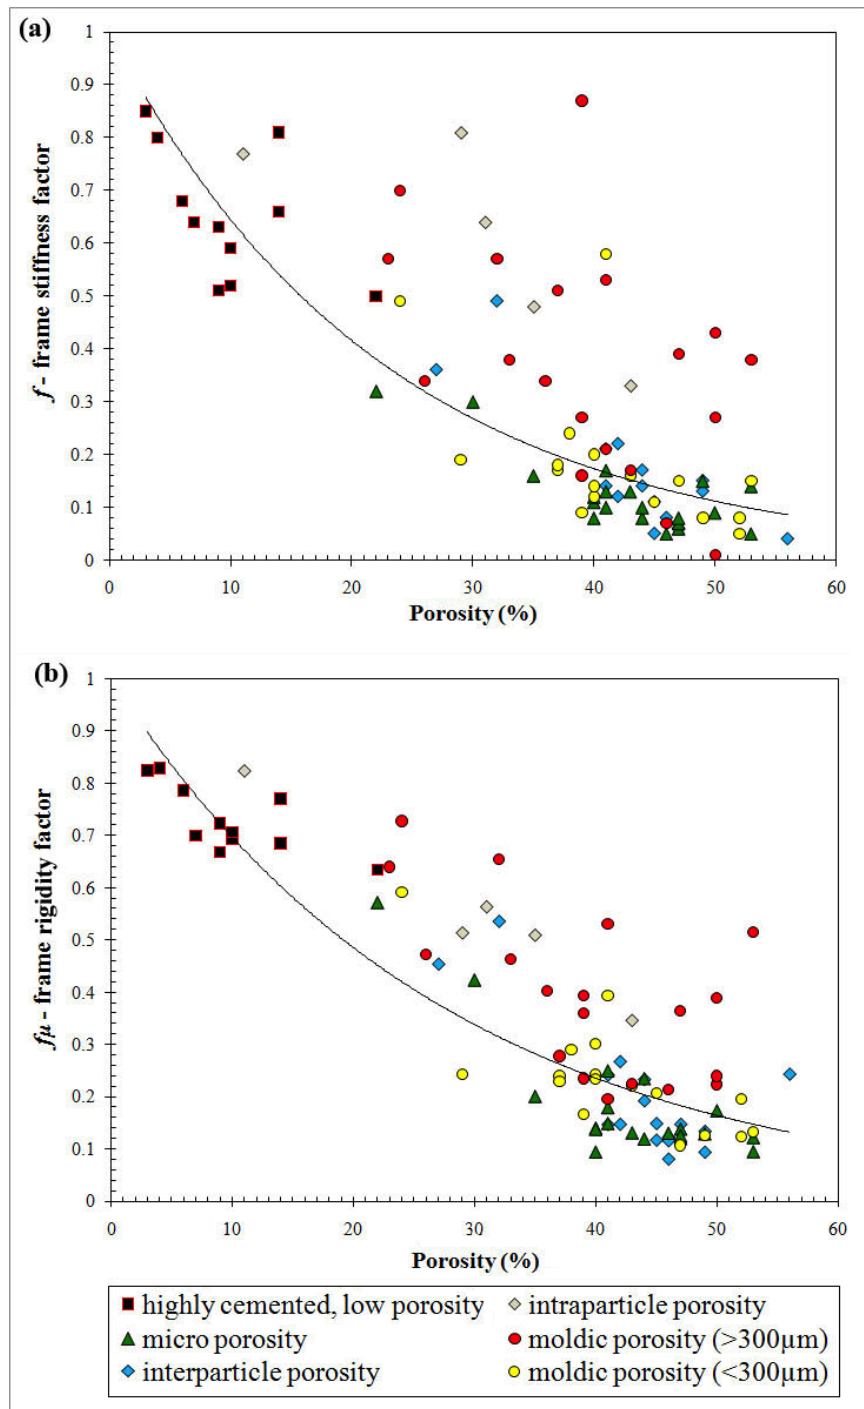 (a)
1
0.9
0.8
0.7
0.6
0.5
0.4
0.3
0.2
0.1
0
f - frame stiffness factor
0 10 20 30 40 50 60
Porosity (%)
(b)
1
0.9
0.8
0.7
0.6
0.5
0.4
0.3
0.2
0.1
0
fμ - frame rigidity factor
0 10 20 30 40 50 60
Porosity (%)
highly cemented, low porosity intraparticle porosity
micro porosity moldic porosity (>300μm)
interparticle porosity moldic porosity (<300μm)